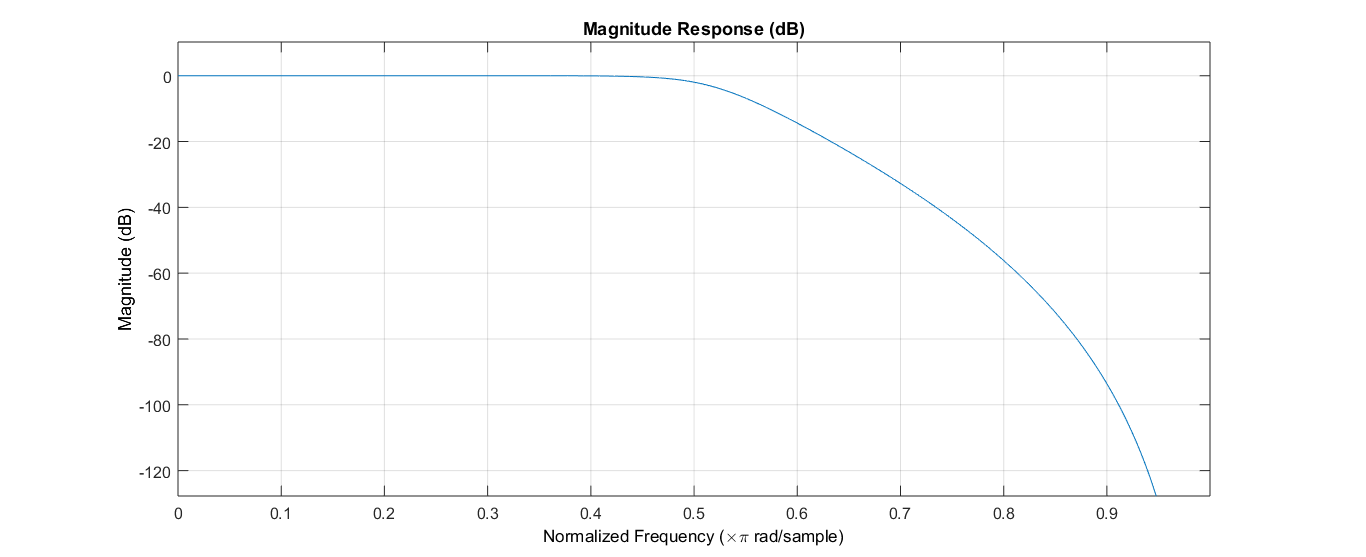 Magnitude Response (dB)
Magnitude (dB)
0
-20
-40
-60
-80
-100
-120
0 0.1 0.2 0.3 0.4 0.5 0.6 0.7 0.8 0.9
Normalized Frequency (×π rad/sample)